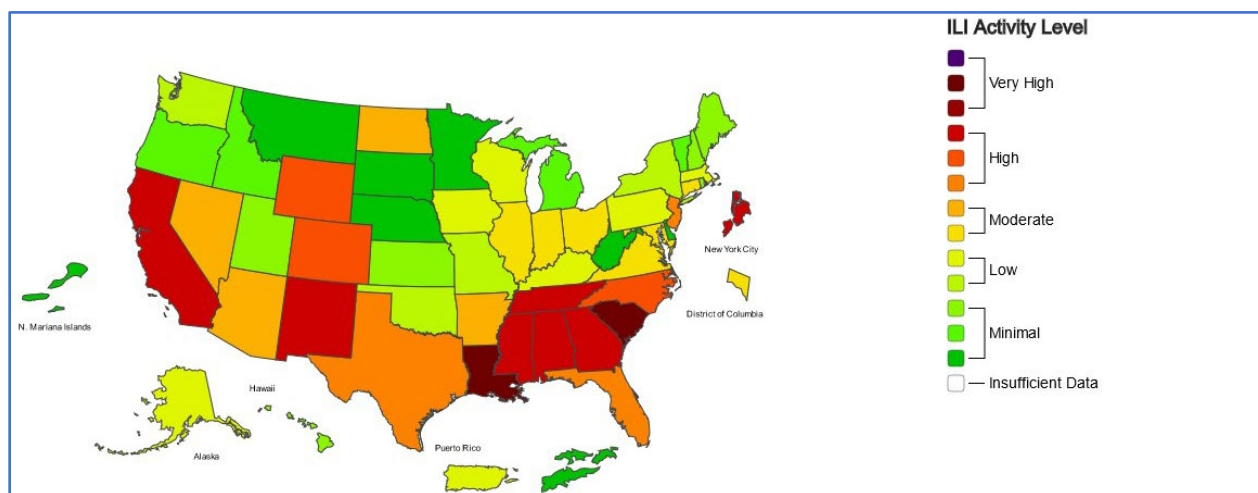 ILI Activity Level
Very High
High
Moderate
Low
Minimal
Insufficient Data
New York City
District of Columbia
N. Mariana Islands
Hawaii
Alaska
Puerto Rico